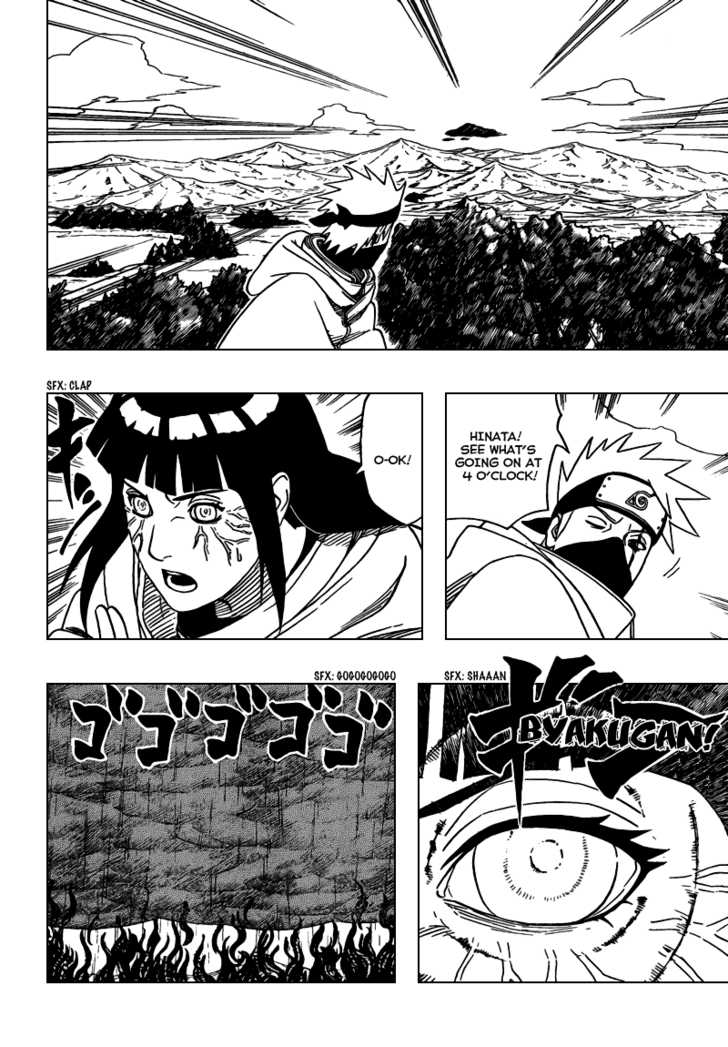 HINATA!
SEE WHAT'S
GOING ON AT
4 O'CLOCK!
SFX: CLAP
O-OK!
SFX: SHAAAN
BYAKUGAN!
SFX: GOGOGOGOGO
ゴゴゴゴゴ